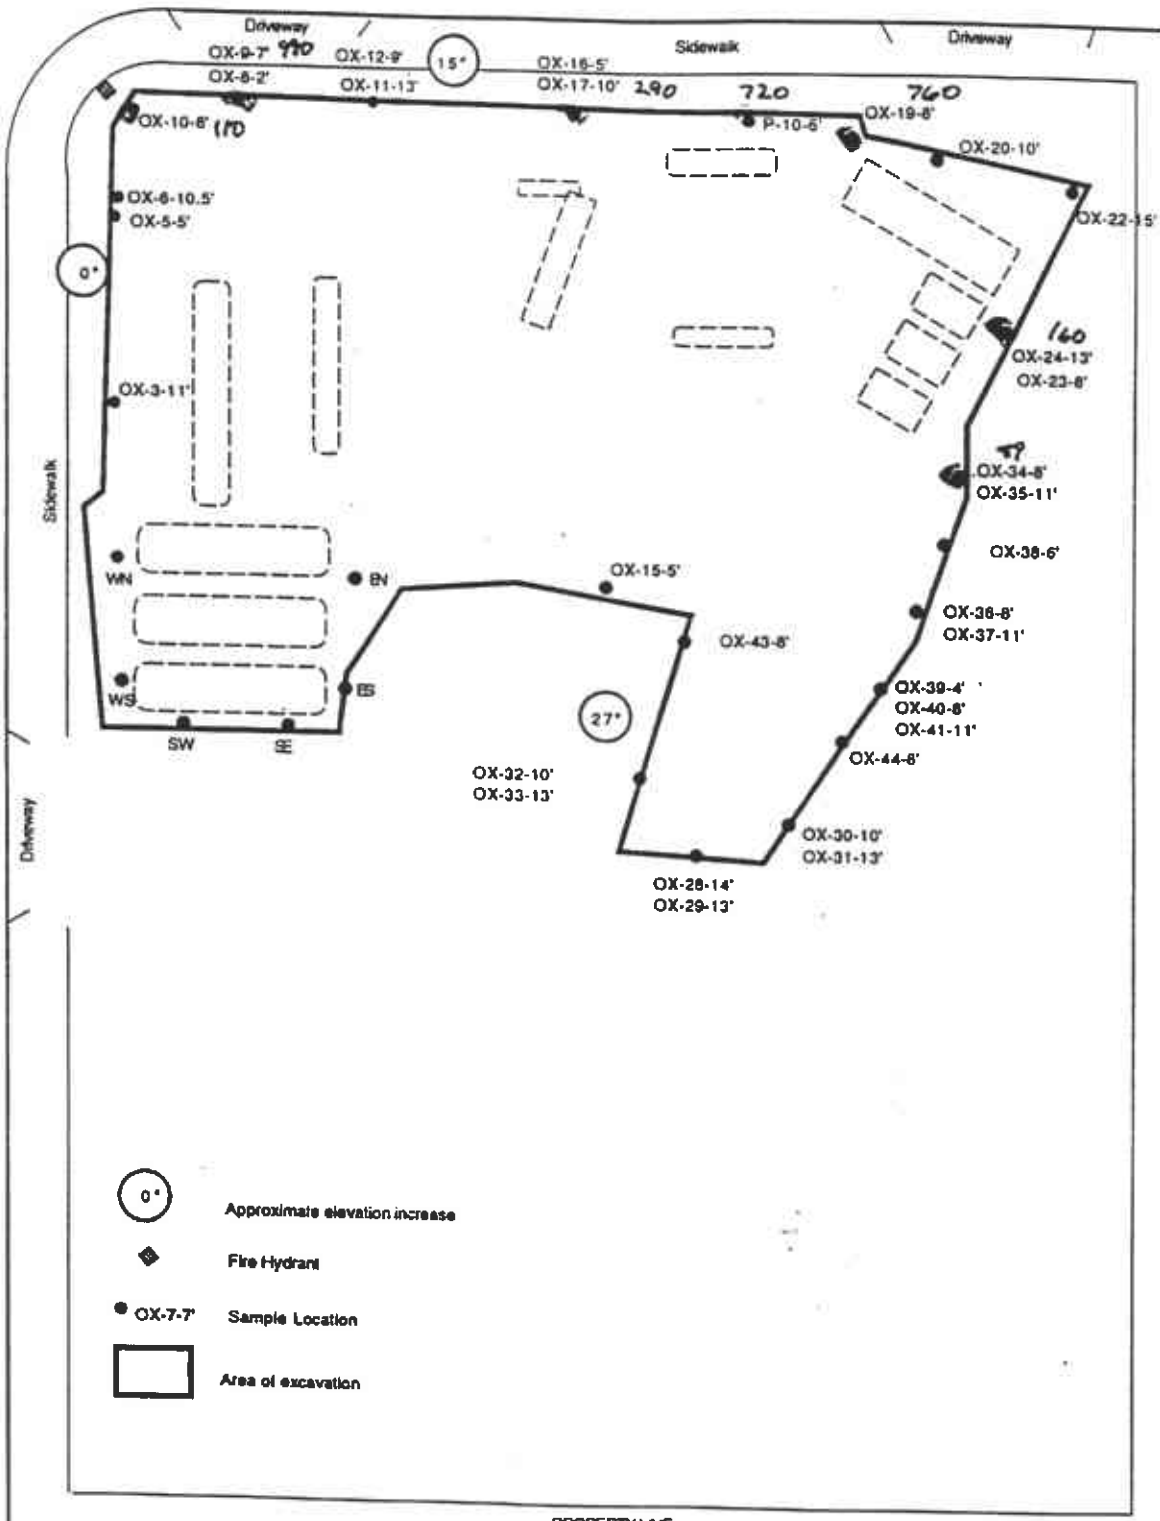 Driveway
Sidewalk
Driveway
OX-9-7' 990
OX-12-9'
15°
OX-16-5'
OX-8-2'
OX-11-13'
OX-17-10'
290
720
760
OX-10-8'
110
P-10-6'
OX-19-8'
OX-20-10'
OX-6-10.5'
OX-5-5'
OX-22-15'
0°
160
OX-24-13'
OX-23-8'
OX-3-11'
Sidewalk
OX-34-8'
OX-35-11'
OX-38-6'
WN
EN
OX-15-5'
OX-36-8'
OX-37-11'
OX-43-8'
WS
ES
OX-39-4'
OX-40-8'
OX-41-11'
27°
SW
OX-44-6'
OX-32-10'
OX-33-13'
Driveway
OX-30-10'
OX-31-13'
OX-28-14'
OX-29-13'
0°
Approximate elevation increase
Fire Hydrant
OX-7-7'
Sample Location
Area of excavation